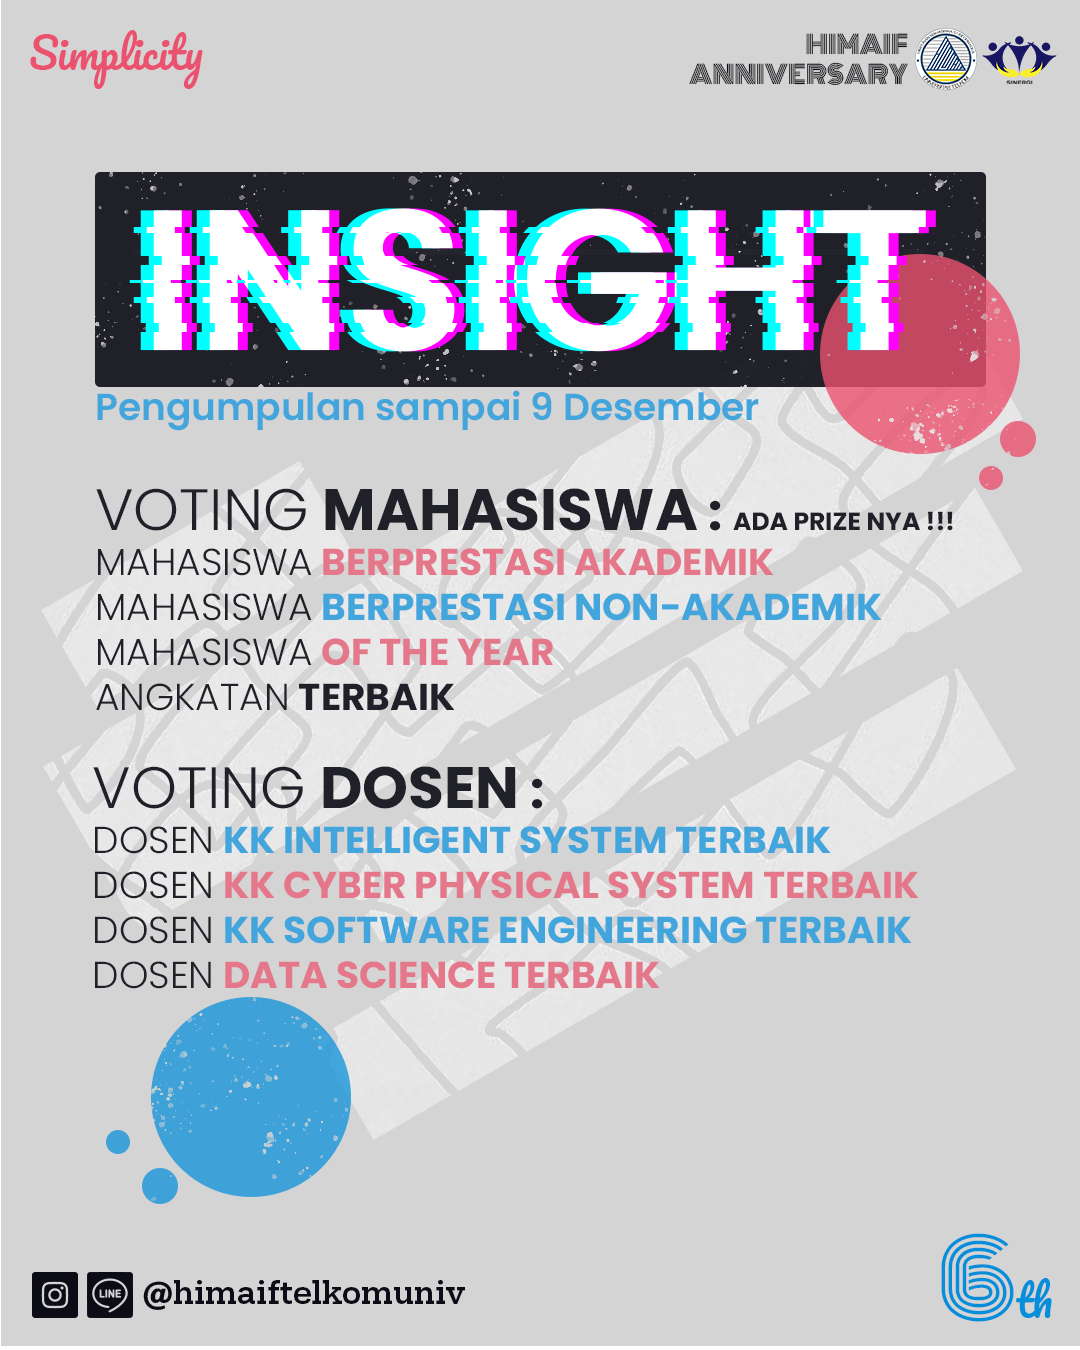 Simplicity
HIMAIF
ANNIVERSARY
SINERGI
INSIGHT
Pengumpulan sampai 9 Desember
VOTING MAHASISWA : ADA PRIZE NYA !!!
MAHASISWA BERPRESTASI AKADEMIK
MAHASISWA BERPRESTASI NON-AKADEMIK
MAHASISWA OF THE YEAR
ANGKATAN TERBAIK
VOTING DOSEN :
DOSEN KK INTELLIGENT SYSTEM TERBAIK
DOSEN KK CYBER PHYSICAL SYSTEM TERBAIK
DOSEN KK SOFTWARE ENGINEERING TERBAIK
DOSEN DATA SCIENCE TERBAIK
LINE
@himaiftelkomuniv
6th